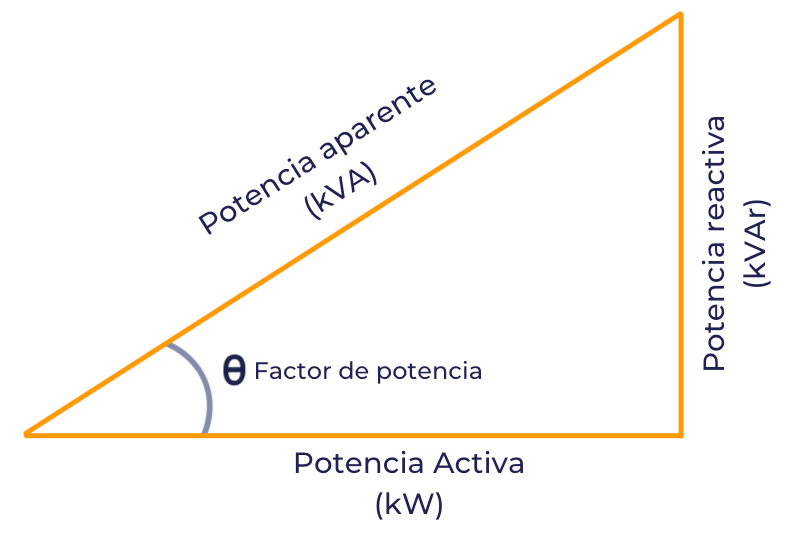 Potencia aparente
(kVA)
Potencia reactiva
(kVAr)
θ Factor de potencia
Potencia Activa
(kW)